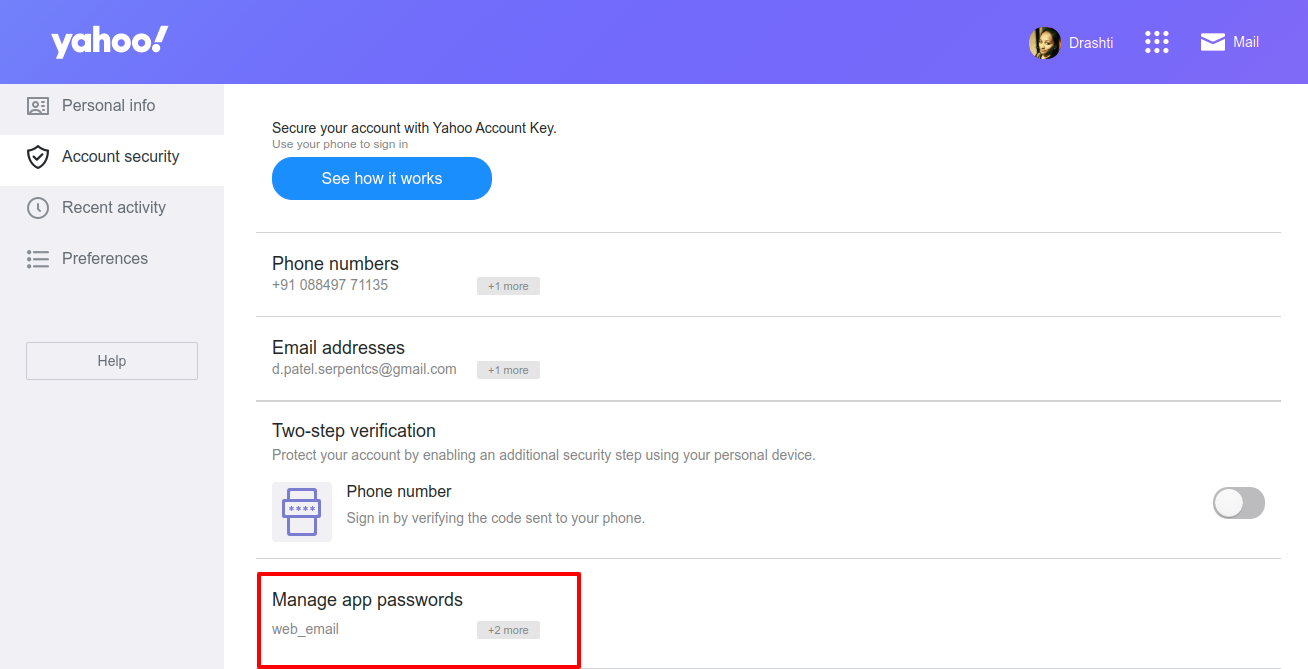 yahoo!
Drashti
Mail
Personal info
Account security
Recent activity
Preferences
Help
Secure your account with Yahoo Account Key.
Use your phone to sign in
See how it works
Phone numbers
+91 088497 71135 +1 more
Email addresses
d.patel.serpentcs@gmail.com +1 more
Two-step verification
Protect your account by enabling an additional security step using your personal device.
****
Phone number
Sign in by verifying the code sent to your phone.
Manage app passwords
web_email +2 more